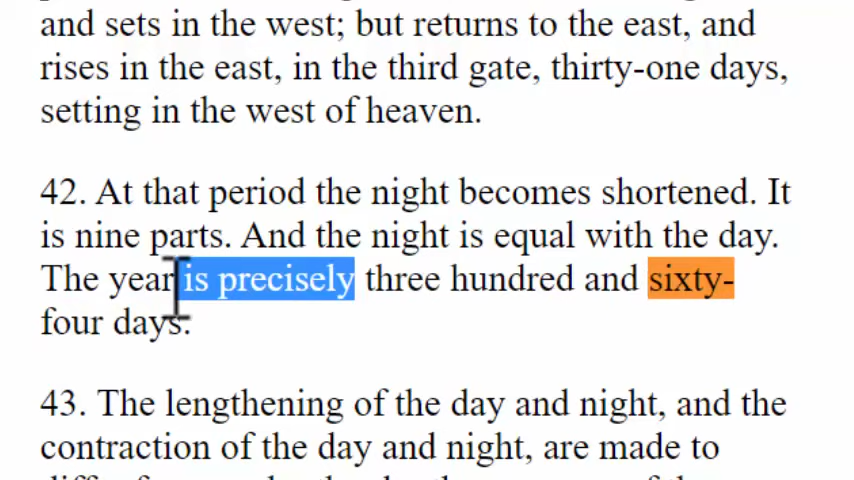 and sets in the west; but returns to the east, and
rises in the east, in the third gate, thirty-one days,
setting in the west of heaven.
42. At that period the night becomes shortened. It
is nine parts. And the night is equal with the day.
The year is precisely three hundred and sixty-
four days.
43. The lengthening of the day and night, and the
contraction of the day and night, are made to